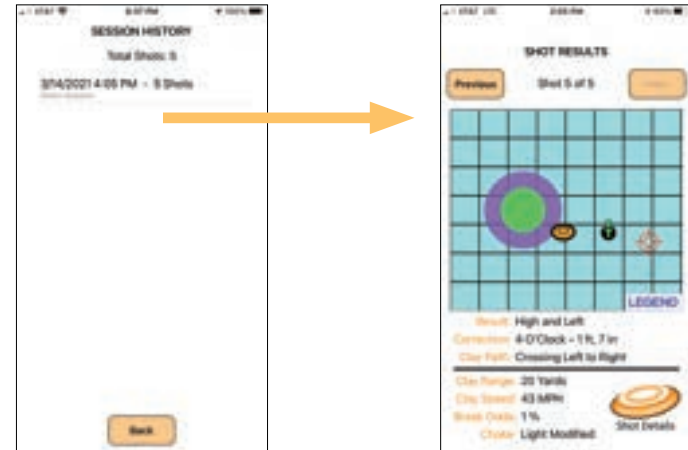 SESSION HISTORY
Total Shots: 5
3/14/2021 4:05 PM - 5 Shots
Back
SHOT RESULTS
Previous
Shot 5 of 5
LEGEND
Result: High and Left
Correction: 4 O'Clock - 1 ft, 7 in
Clay Path: Crossing Left to Right
Clay Range: 20 Yards
Clay Speed: 43 MPH
Break Odds: 1%
Choke: Light Modified
Shot Details